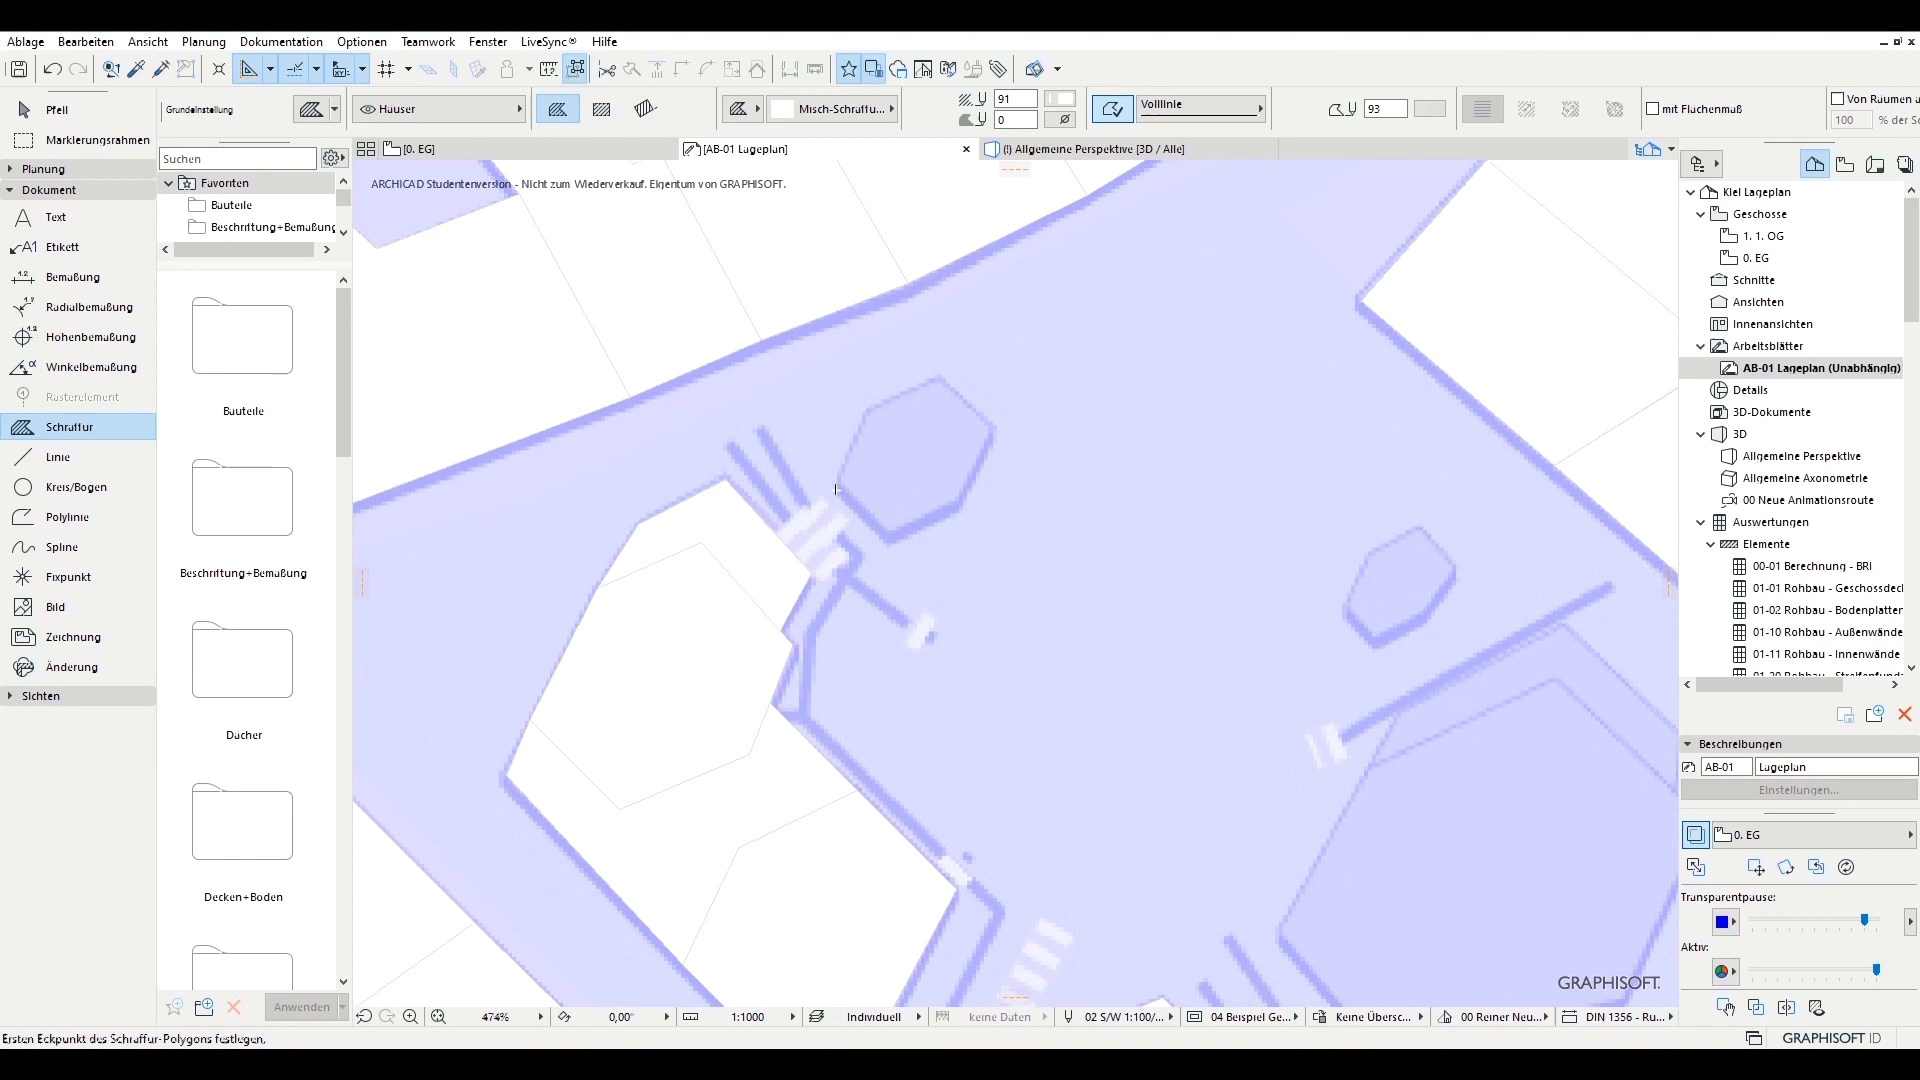 Ablage Bearbeiten Ansicht Planung Dokumentation Optionen Teamwork Fenster LiveSync® Hilfe
Pfeil
Markierungsrahmen
Planung
Dokument
Text
Etikett
Bemaßung
Radialbemaßung
Höhenbemaßung
Winkelbemaßung
Rasterelement
Schraffur
Linie
Kreis/Bogen
Polylinie
Spline
Fixpunkt
Bild
Zeichnung
Änderung
Sichten
Grundeinstellung
Häuser
Misch-Schraffu...
91
0
Volllinie
93
mit Flächenmaß
Von Räumen a
100 % der Sc
Suchen
Favoriten
Bauteile
Beschriftung+Bemaßung
Bauteile
Beschriftung+Bemaßung
Dächer
Decken+Böden
Anwenden
[0. EG]
[AB-01 Lageplan]
(!) Allgemeine Perspektive [3D / Alle]
ARCHICAD Studentenversion - Nicht zum Wiederverkauf. Eigentum von GRAPHISOFT.
GRAPHISOFT.
Kiel Lageplan
Geschosse
1. 1. OG
0. EG
Schnitte
Ansichten
Innenansichten
Arbeitsblätter
AB-01 Lageplan (Unabhängig)
Details
3D-Dokumente
3D
Allgemeine Perspektive
Allgemeine Axonometrie
00 Neue Animationsroute
Auswertungen
Elemente
00-01 Berechnung - BRI
01-01 Rohbau - Geschossdec
01-02 Rohbau - Bodenplatten
01-10 Rohbau - Außenwände
01-11 Rohbau - Innenwände
Beschreibungen
AB-01 Lageplan
Einstellungen...
0. EG
Transparentpause:
Aktiv:
474% 0,00° 1:1000 Individuell keine Daten 02 S/W 1:100/... 04 Beispiel Ge... Keine Übersc... 00 Reiner Neu... DIN 1356 - Ru...
Ersten Eckpunkt des Schraffur-Polygons festlegen,
GRAPHISOFT ID